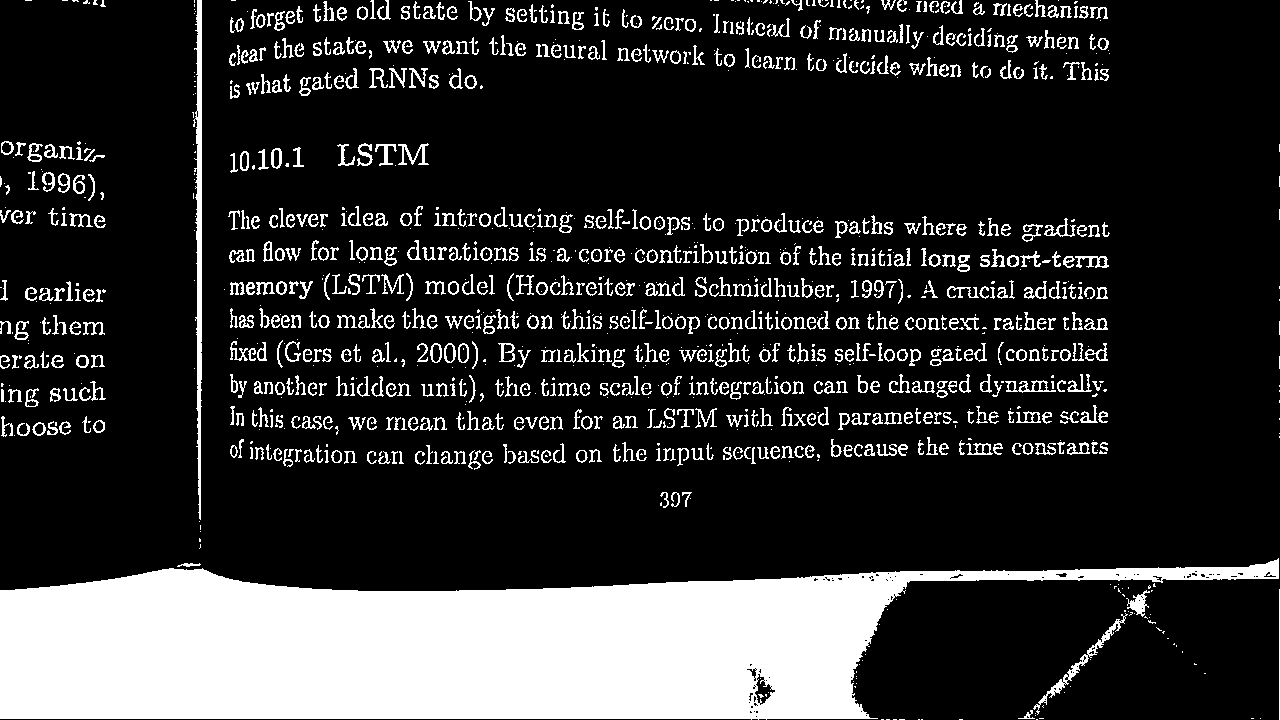 organiz-
1996),
ver time
earlier
ng them
erate on
ing such
hoose to
we need a mechanism
to forget the old state by setting it to zero. Instead of manually deciding when to
clear the state, we want the neural network to learn to decide when to do it. This
is what gated RNNs do.
10.10.1 LSTM
The clever idea of introducing self-loops to produce paths where the gradient
can flow for long durations is a core contribution of the initial long short-term
memory (LSTM) model (Hochreiter and Schmidhuber, 1997). A crucial addition
has been to make the weight on this self-loop conditioned on the context, rather than
fixed (Gers et al., 2000). By making the weight of this self-loop gated (controlled
by another hidden unit), the time scale of integration can be changed dynamically.
In this case, we mean that even for an LSTM with fixed parameters, the time scale
of integration can change based on the input sequence, because the time constants
397